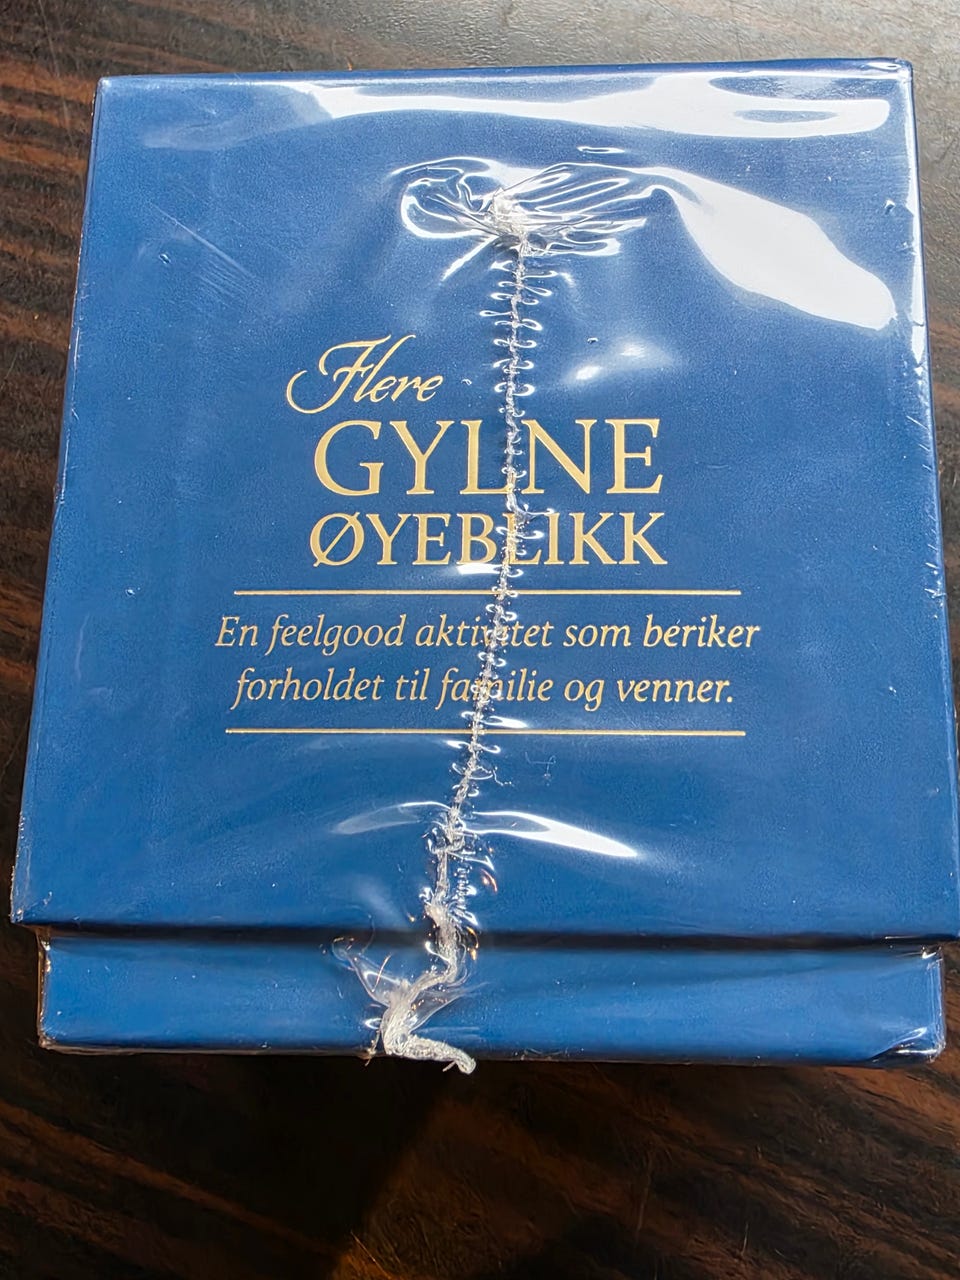 Flere
GYLNE
ØYEBLIKK
En feelgood aktivitet som beriker
forholdet til familie og venner.